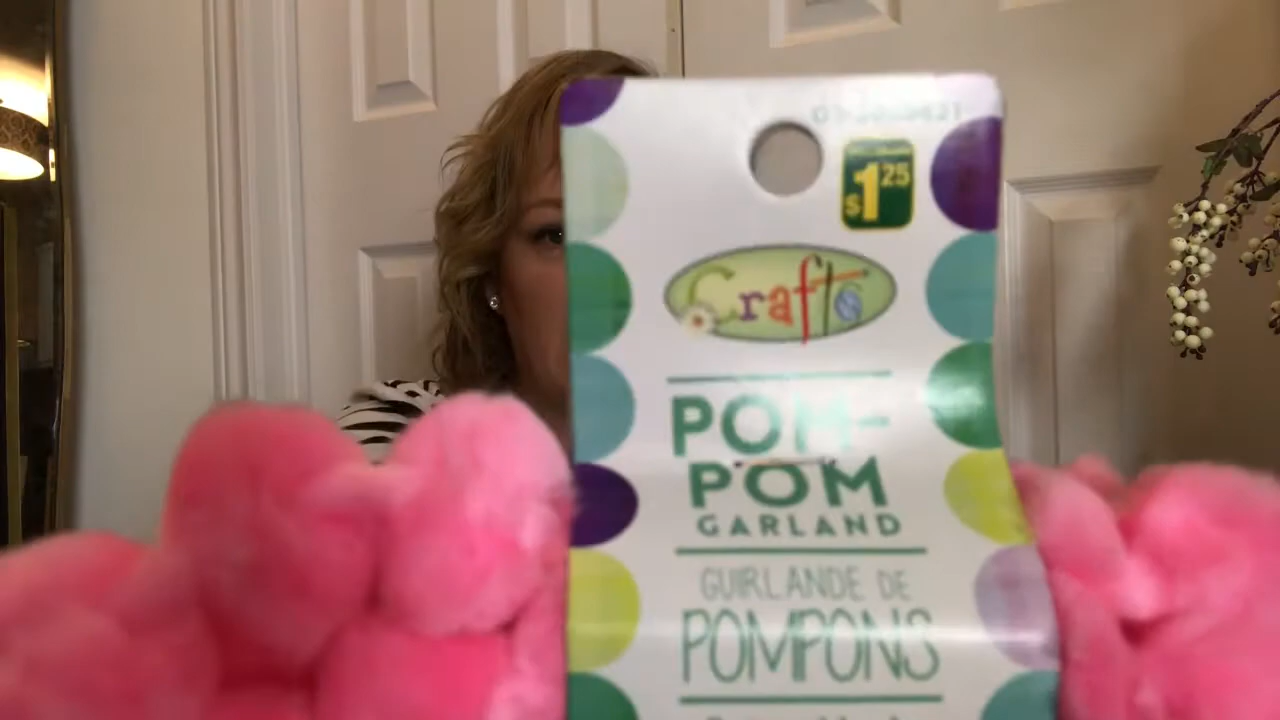 $1.25
Crafts
POM-
POM
GARLAND
GUIRLANDE DE
POMPONS